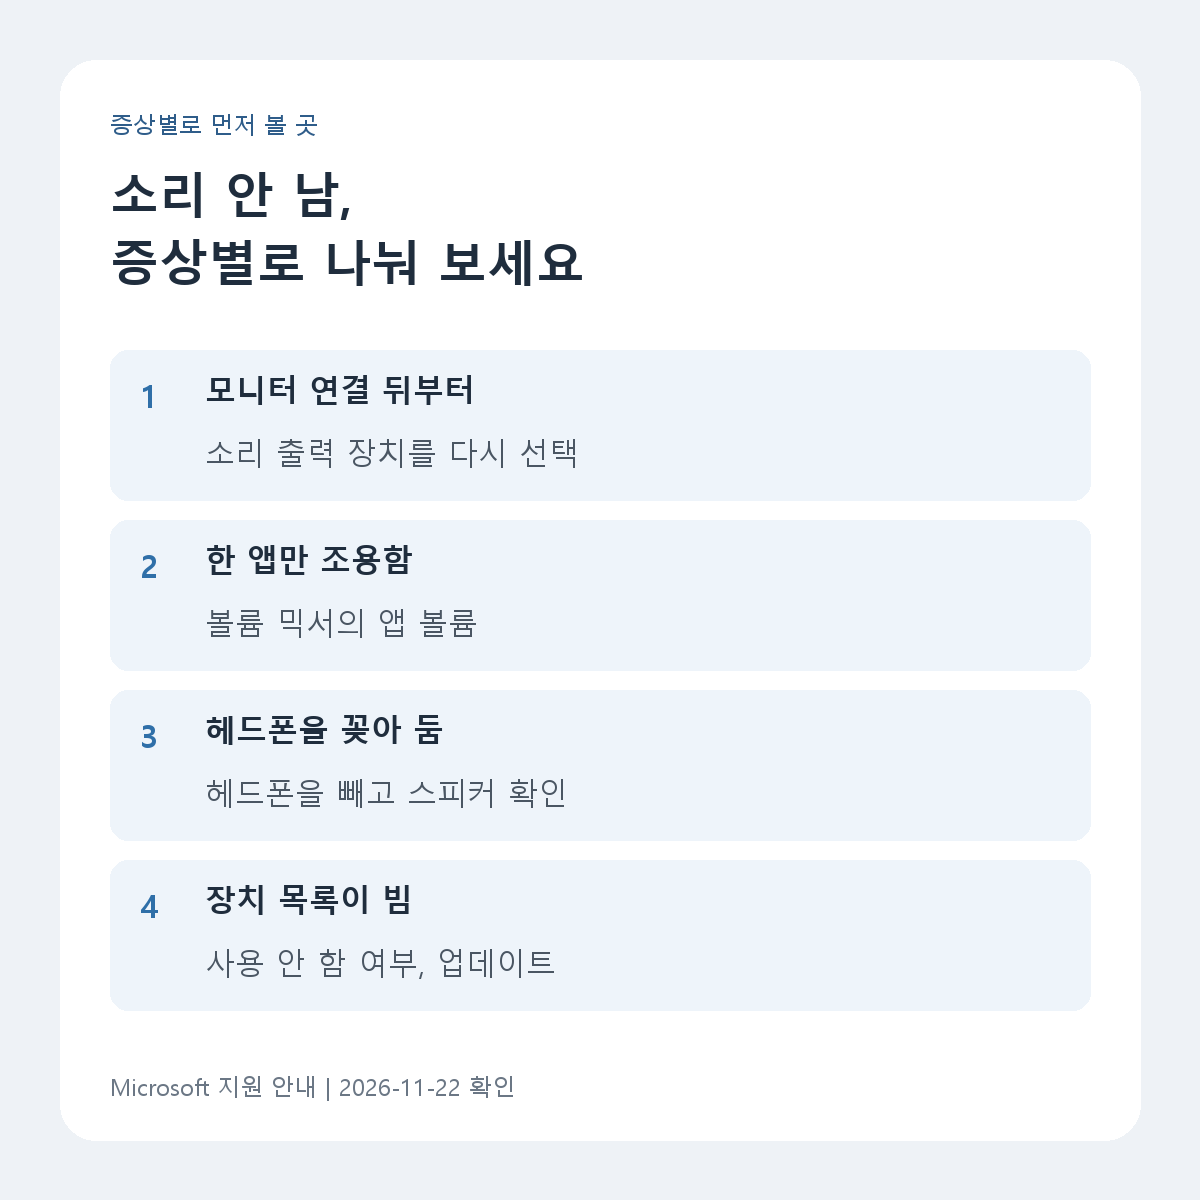 증상별로 먼저 볼 곳
소리 안 남,
증상별로 나눠 보세요
1
모니터 연결 뒤부터
소리 출력 장치를 다시 선택
2
한 앱만 조용함
볼륨 믹서의 앱 볼륨
3
헤드폰을 꽂아 둠
헤드폰을 빼고 스피커 확인
4
장치 목록이 빔
사용 안 함 여부, 업데이트
Microsoft 지원 안내 | 2026-11-22 확인